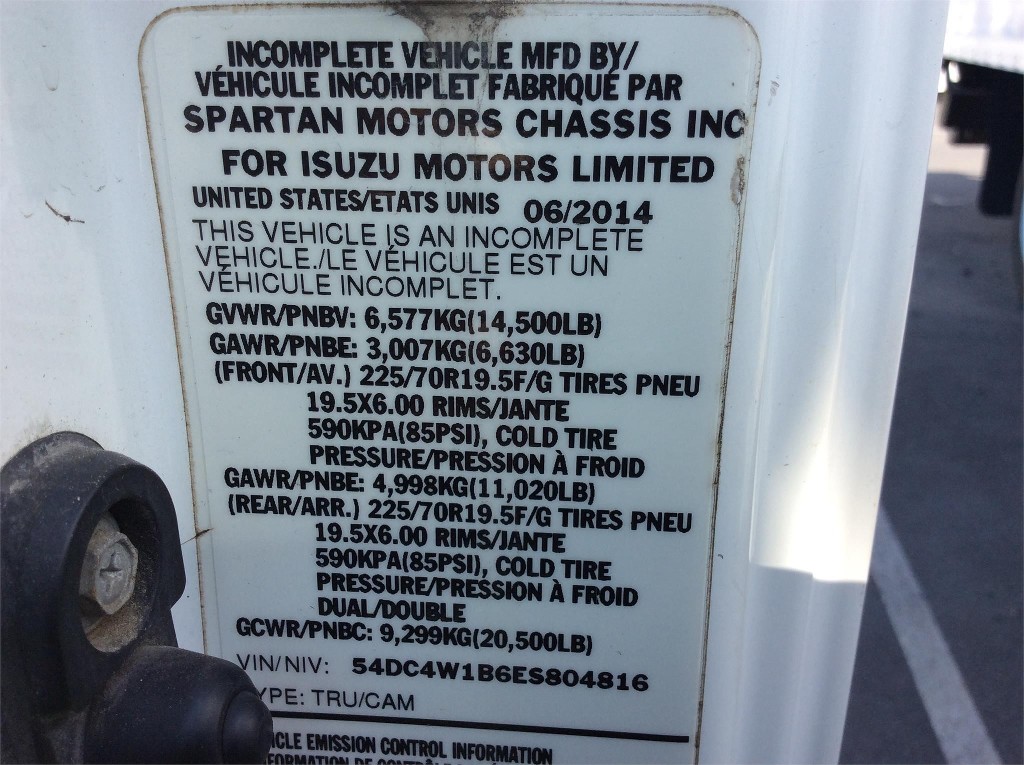 INCOMPLETE VEHICLE MFD BY/
VÉHICULE INCOMPLET FABRIQUÉ PAR
SPARTAN MOTORS CHASSIS INC
FOR ISUZU MOTORS LIMITED
UNITED STATES/ETATS UNIS 06/2014
THIS VEHICLE IS AN INCOMPLETE
VEHICLE./LE VÉHICULE EST UN
VÉHICULE INCOMPLET.
GVWR/PNBV: 6,577KG(14,500LB)
GAWR/PNBE: 3,007KG(6,630LB)
(FRONT/AV.) 225/70R19.5F/G TIRES PNEU
19.5X6.00 RIMS/JANTE
590KPA(85PSI), COLD TIRE
PRESSURE/PRESSION À FROID
GAWR/PNBE: 4,998KG(11,020LB)
(REAR/ARR.) 225/70R19.5F/G TIRES PNEU
19.5X6.00 RIMS/JANTE
590KPA(85PSI), COLD TIRE
PRESSURE/PRESSION À FROID
DUAL/DOUBLE
GCWR/PNBC: 9,299KG(20,500LB)
VIN/NIV: 54DC4W1B6ES804816
YPE: TRU/CAM
ICLE EMISSION CONTROL INFORMATION